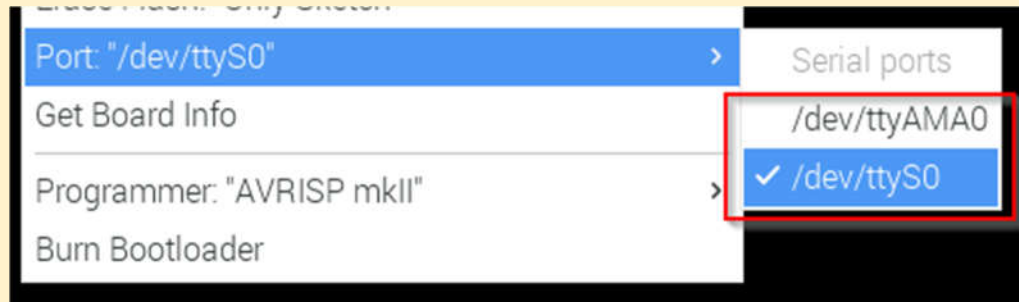 Port: "/dev/ttyS0"
Get Board Info
Programmer: "AVRISP mkII"
Burn Bootloader
Serial ports
/dev/ttyAMA0
/dev/ttyS0